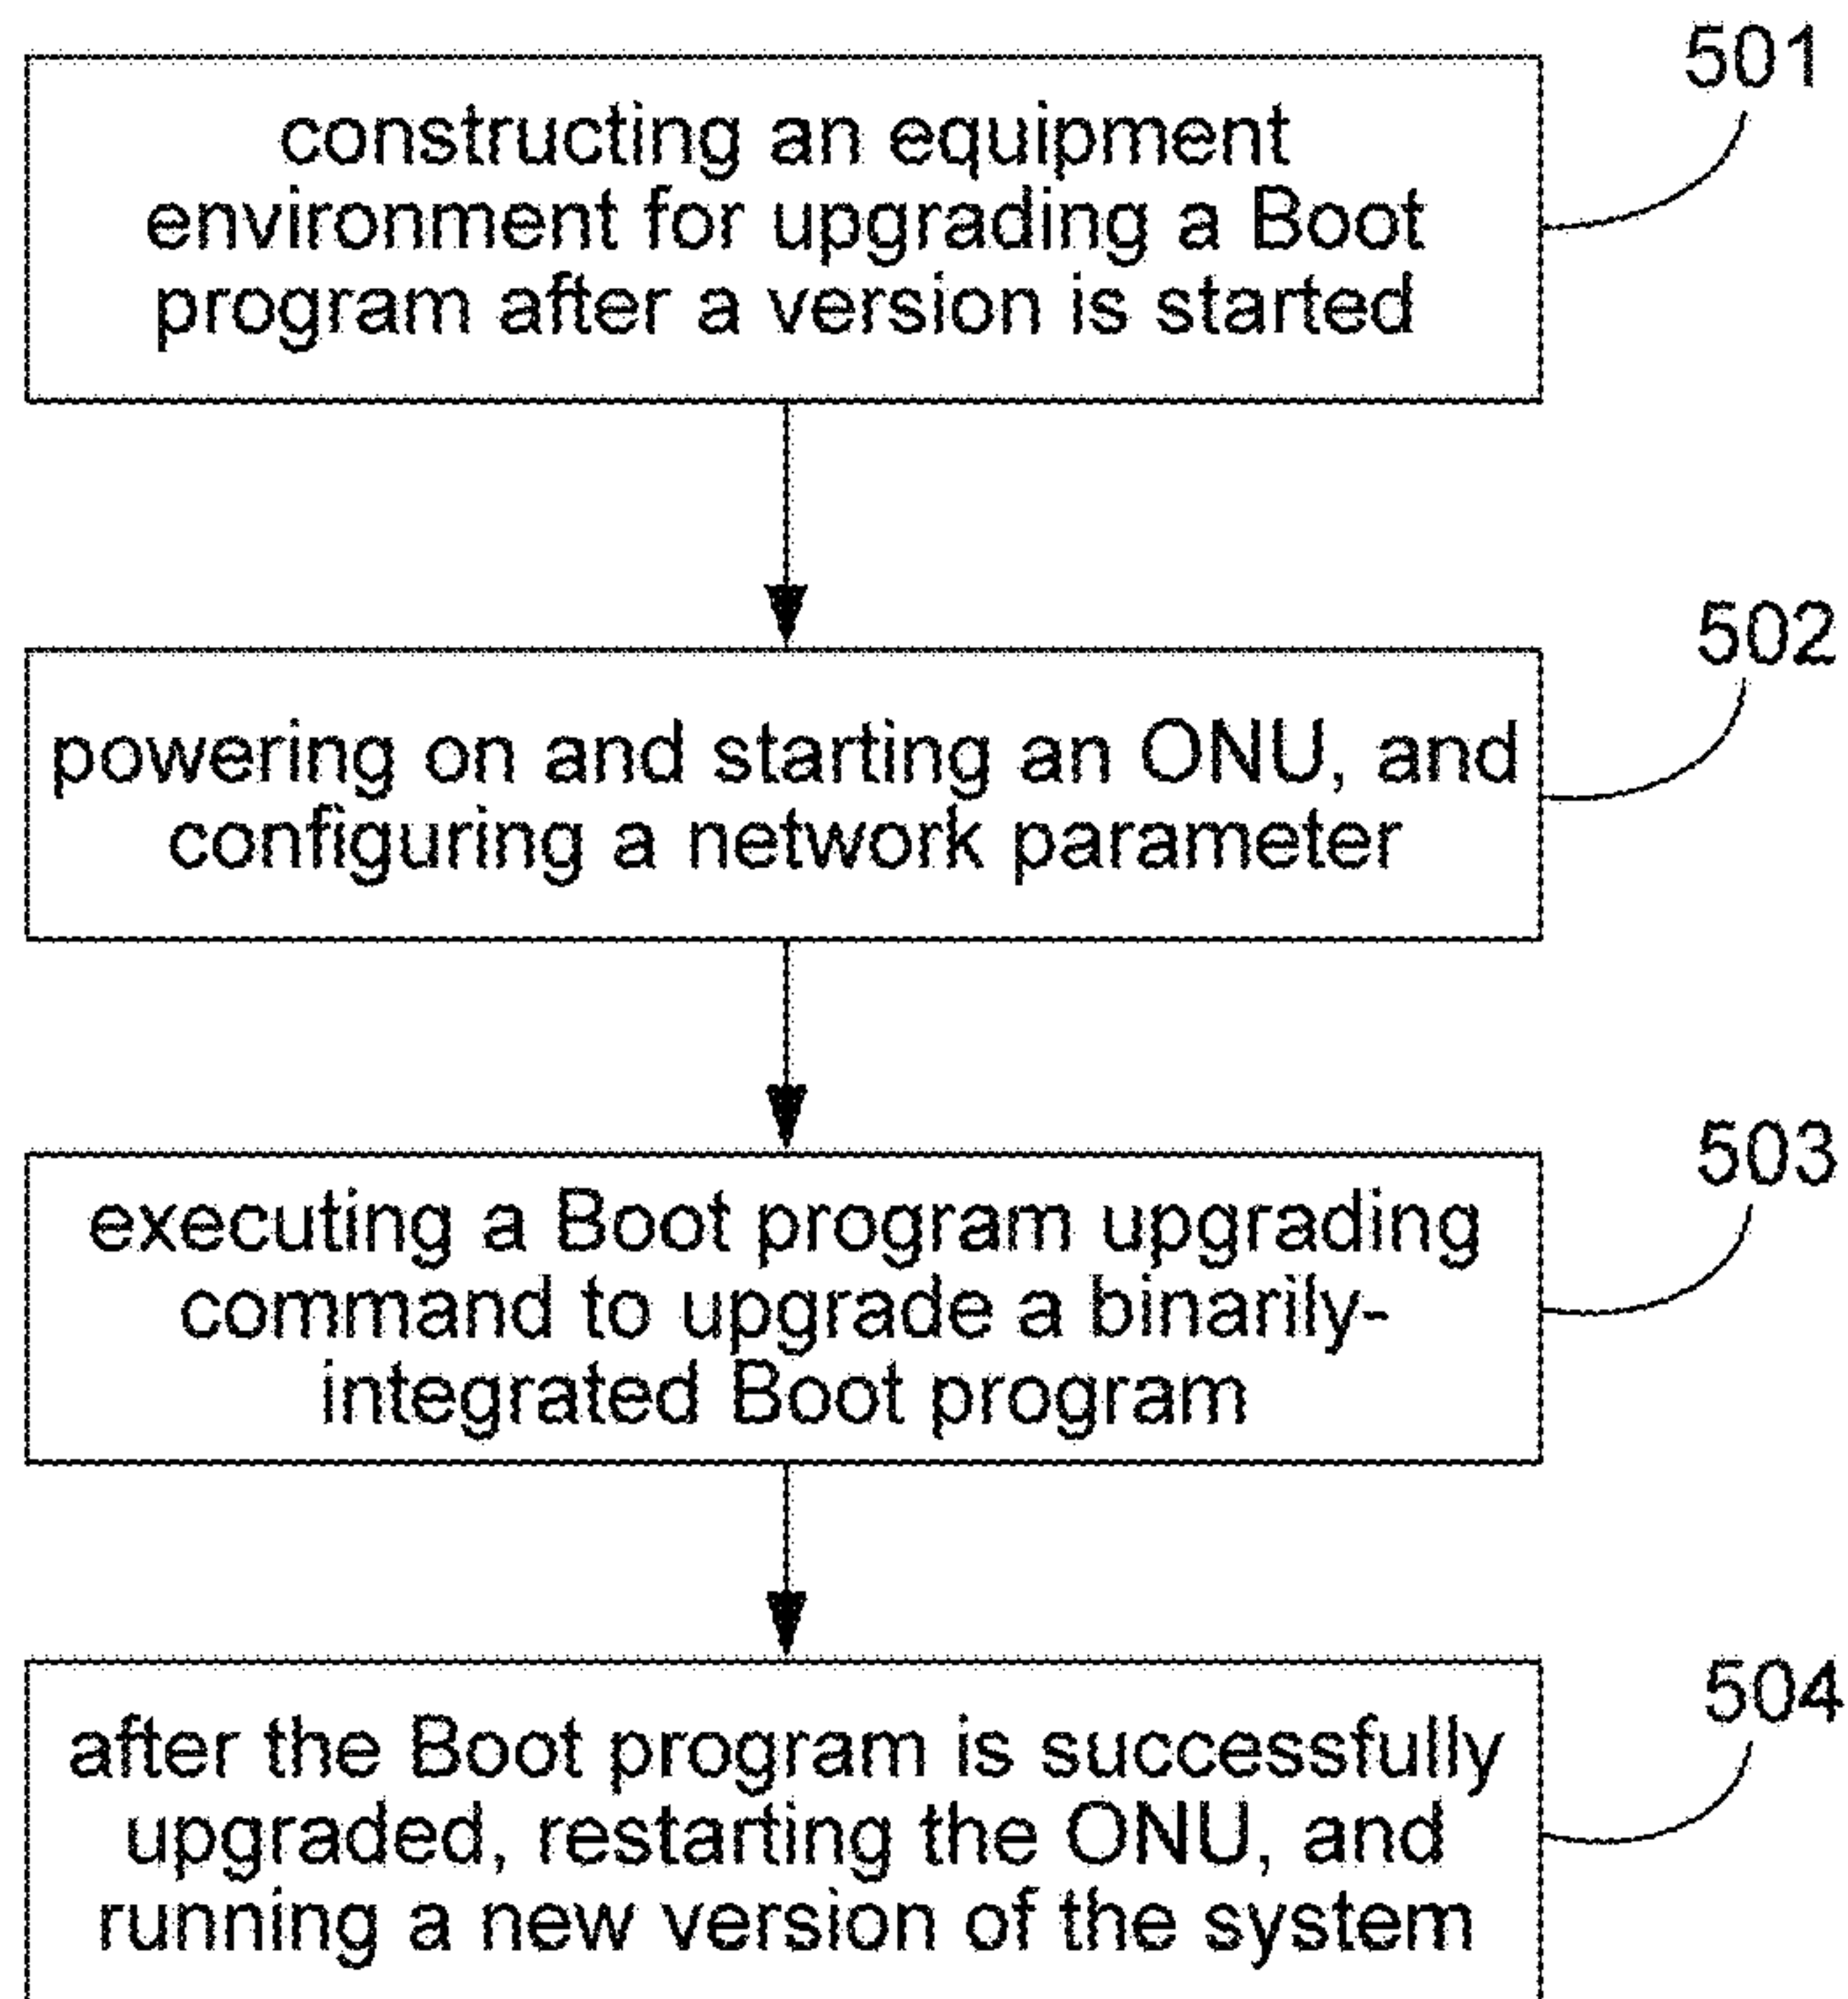 501
constructing an equipment
environment for upgrading a Boot
program after a version is started
502
powering on and starting an ONU, and
configuring a network parameter
503
executing a Boot program upgrading
command to upgrade a binarily-
integrated Boot program
504
after the Boot program is successfully
upgraded, restarting the ONU, and
running a new version of the system